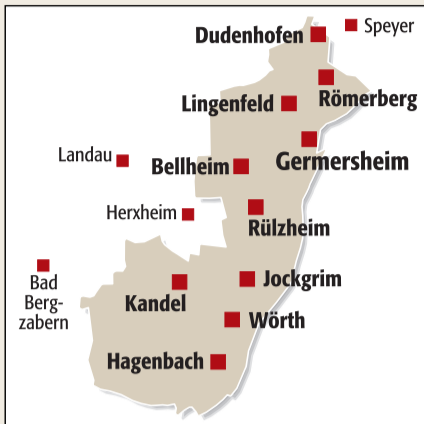 Speyer
Dudenhofen
Römerberg
Lingenfeld
Germersheim
Landau
Bellheim
Herxheim
Rülzheim
Bad
Berg-
zabern
Kandel
Jockgrim
Wörth
Hagenbach